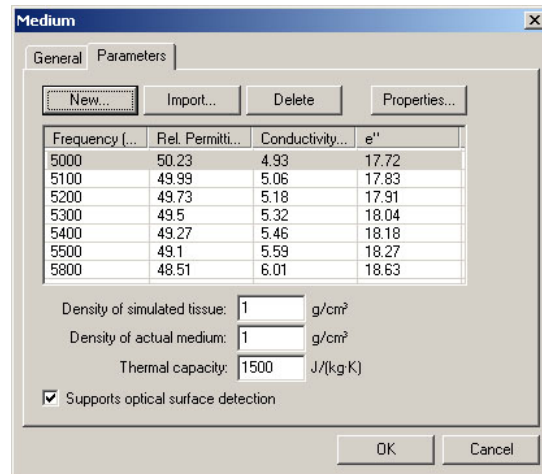 Medium
General Parameters
New... Import... Delete Properties...
Frequency (... Rel. Permitti... Conductivity... e''
5000 50.23 4.93 17.72
5100 49.99 5.06 17.83
5200 49.73 5.18 17.91
5300 49.5 5.32 18.04
5400 49.27 5.46 18.18
5500 49.1 5.59 18.27
5800 48.51 6.01 18.63
Density of simulated tissue: 1 g/cm³
Density of actual medium: 1 g/cm³
Thermal capacity: 1500 J/(kg·K)
Supports optical surface detection
OK Cancel